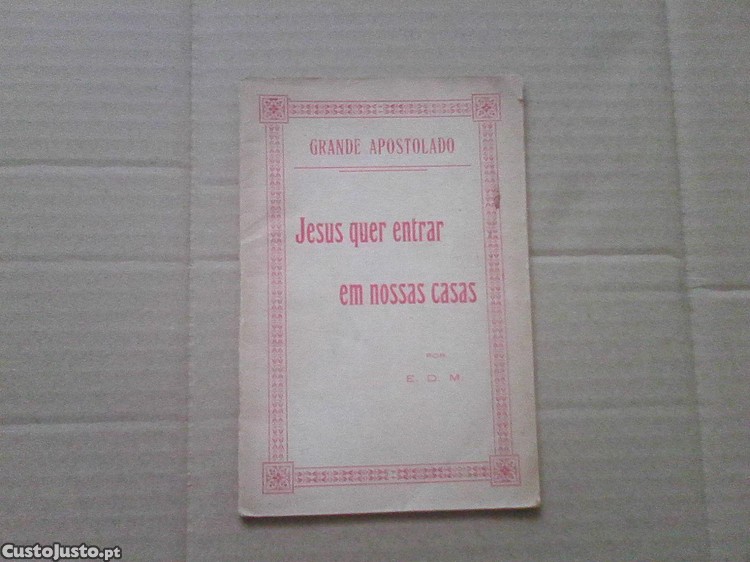 GRANDE APOSTOLADO
Jesus quer entrar
em nossas casas
POR
E. D. M.
CustoJusto.pt